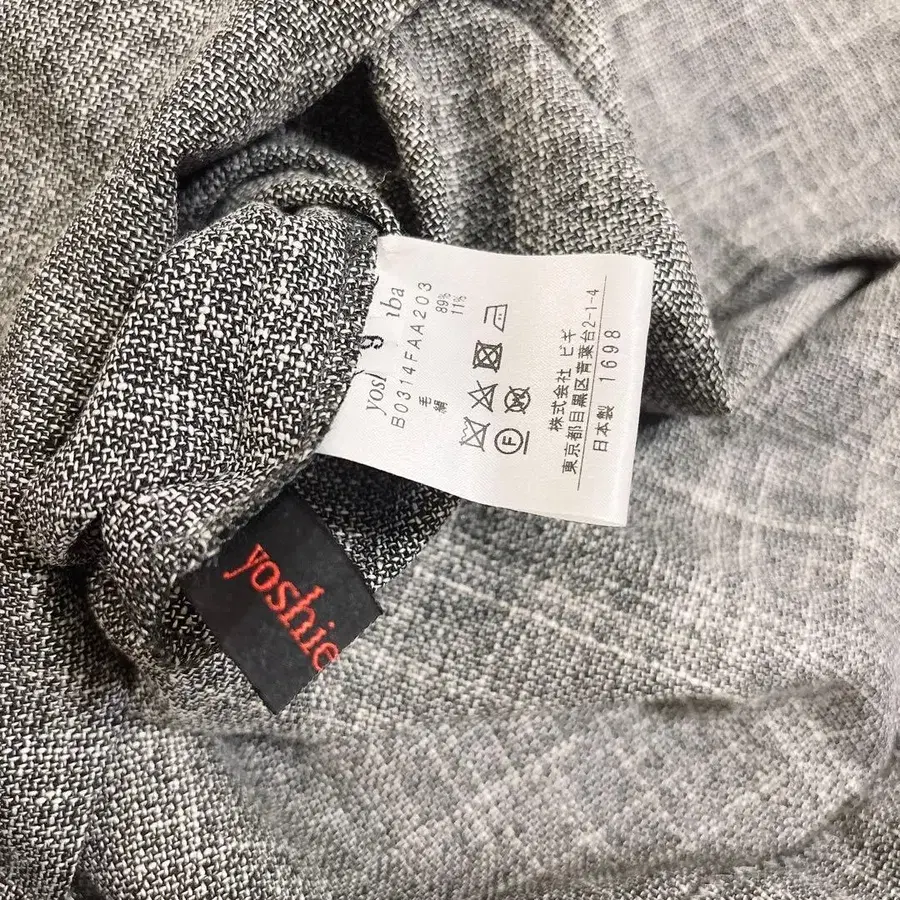 iba
9
B0314FAA203
毛 89%
絹 11%
株式会社 ビギ
東京都目黒区青葉台2-1-4
日本製 1698
yoshie